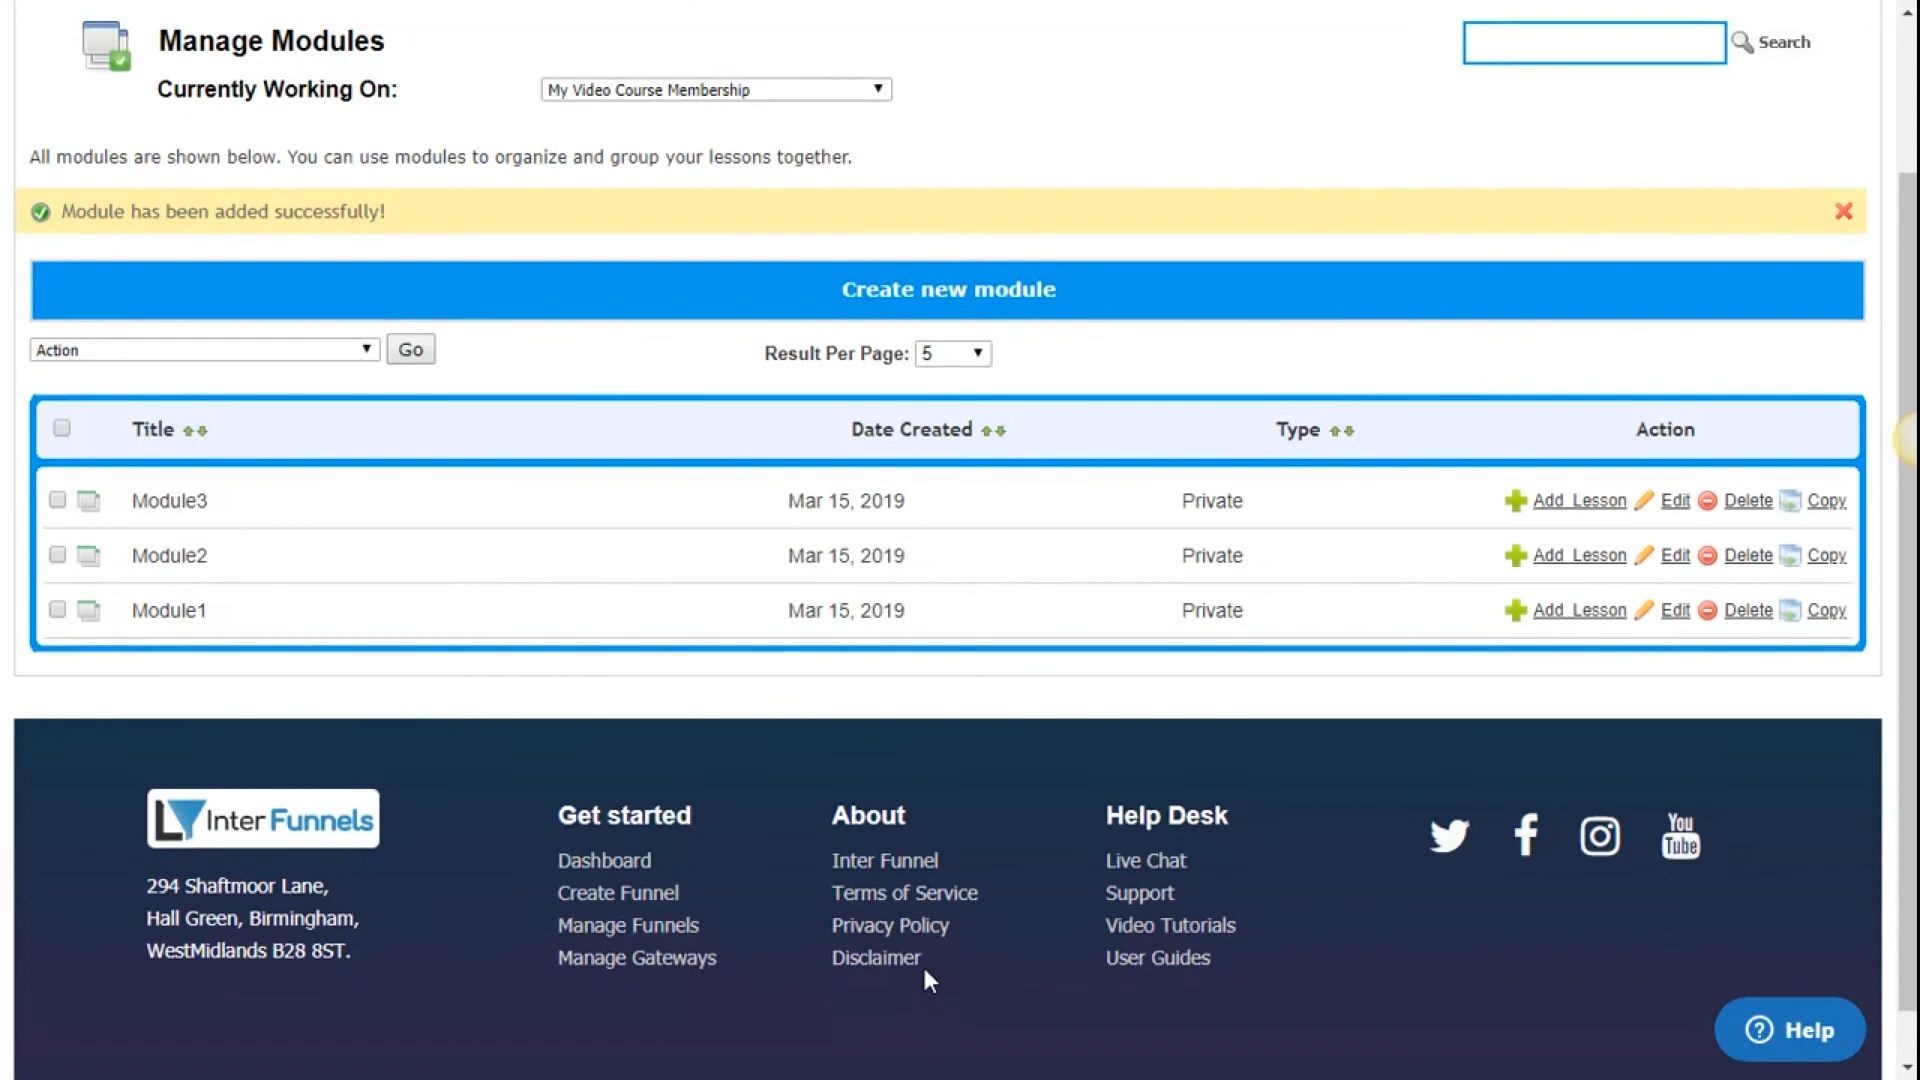 Manage Modules
Search
Currently Working On:
My Video Course Membership
All modules are shown below. You can use modules to organize and group your lessons together.
Module has been added successfully!
Create new module
Action
Go
Result Per Page: 5
Title
Date Created
Type
Action
Module3
Mar 15, 2019
Private
Add Lesson Edit Delete Copy
Module2
Mar 15, 2019
Private
Add Lesson Edit Delete Copy
Module1
Mar 15, 2019
Private
Add Lesson Edit Delete Copy
Inter Funnels
294 Shaftmoor Lane,
Hall Green, Birmingham,
WestMidlands B28 8ST.
Get started
Dashboard
Create Funnel
Manage Funnels
Manage Gateways
About
Inter Funnel
Terms of Service
Privacy Policy
Disclaimer
Help Desk
Live Chat
Support
Video Tutorials
User Guides
You
Tube
Help